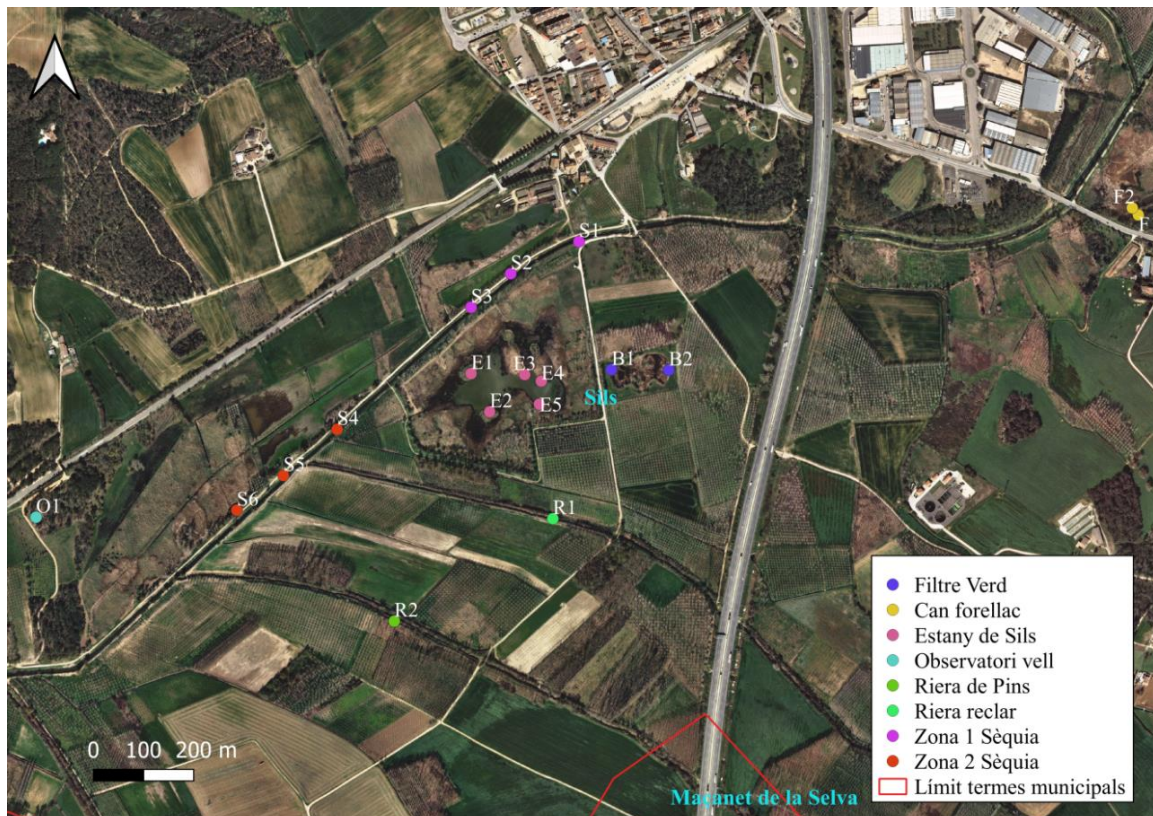 F2
F
S1
S2
S3
E1
E3
E4
B1
B2
E2
E5
Sils
S4
S5
S6
O1
R1
R2
Filtre Verd
Can forellac
Estany de Sils
Observatori vell
Riera de Pins
Riera reclar
Zona 1 Sèquia
Zona 2 Sèquia
Límit termes municipals
0 100 200 m
Maçanet de la Selva